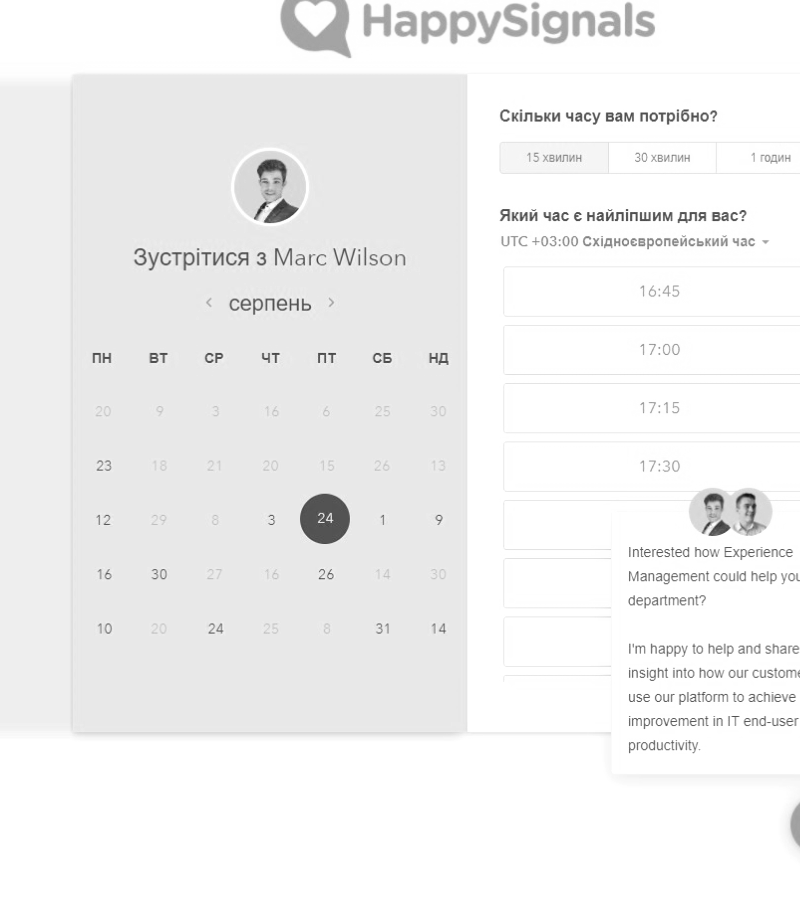 HappySignals
Зустрітися з Marc Wilson
серпень
ПН ВТ СР ЧТ ПТ СБ НД
20 9 3 16 6 25 30
23 18 21 20 15 26 13
12 29 8 3 24 1 9
16 30 27 16 26 14 30
10 20 24 25 8 31 14
Скільки часу вам потрібно?
15 хвилин 30 хвилин 1 годин
Який час є найліпшим для вас?
UTC +03:00 Східноєвропейський час
16:45
17:00
17:15
17:30
Interested how Experience
Management could help you
department?
I'm happy to help and share
insight into how our custome
use our platform to achieve
improvement in IT end-user
productivity.